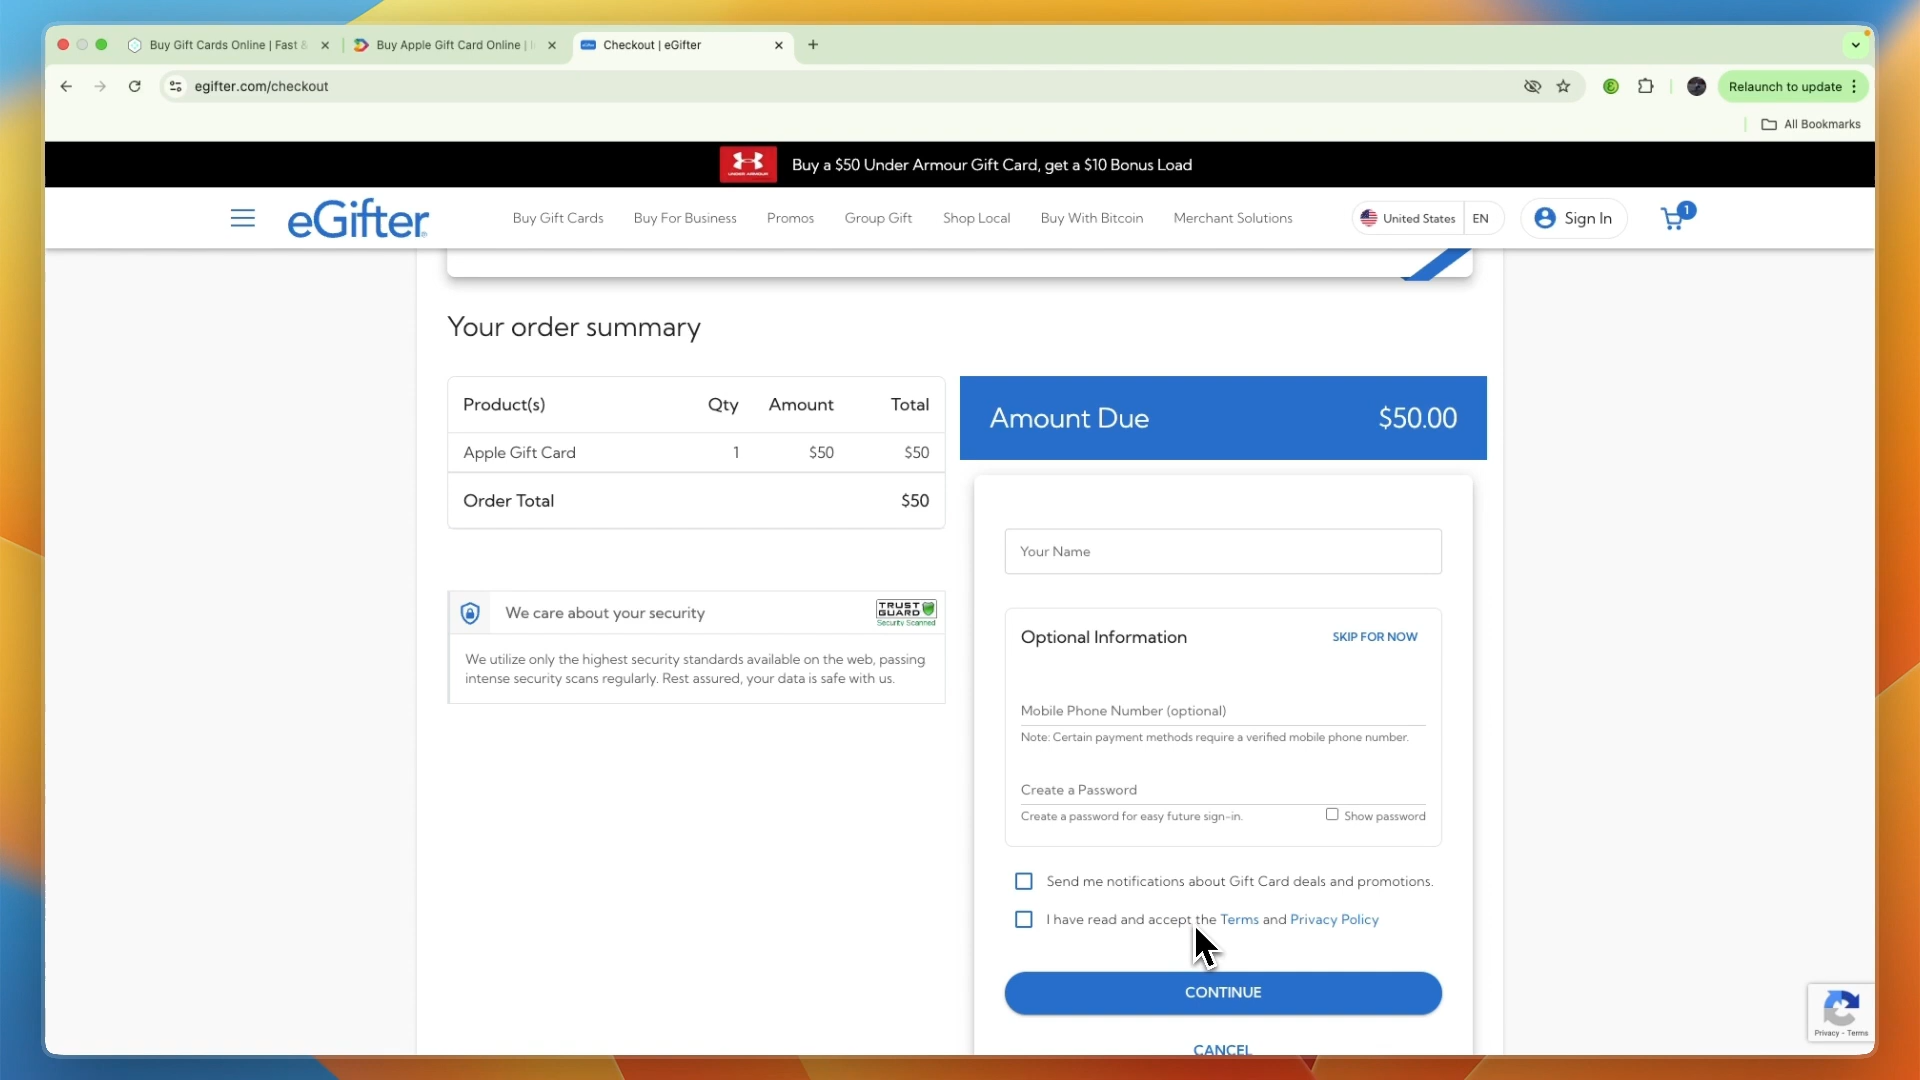 Buy Gift Cards Online | Fast &
Buy Apple Gift Card Online |
Checkout | eGifter
egifter.com/checkout
Relaunch to update
All Bookmarks
UNDER ARMOUR
Buy a $50 Under Armour Gift Card, get a $10 Bonus Load
eGifter
Buy Gift Cards
Buy For Business
Promos
Group Gift
Shop Local
Buy With Bitcoin
Merchant Solutions
United States
EN
Sign In
1
Your order summary
Product(s) Qty Amount Total
Apple Gift Card 1 $50 $50
Order Total $50
Amount Due $50.00
Your Name
We care about your security
TRUST
GUARD
Security Scanned
We utilize only the highest security standards available on the web, passing
intense security scans regularly. Rest assured, your data is safe with us.
Optional Information
SKIP FOR NOW
Mobile Phone Number (optional)
Note: Certain payment methods require a verified mobile phone number.
Create a Password
Create a password for easy future sign-in.
Show password
Send me notifications about Gift Card deals and promotions.
I have read and accept the Terms and Privacy Policy
CONTINUE
CANCEL
Privacy - Terms